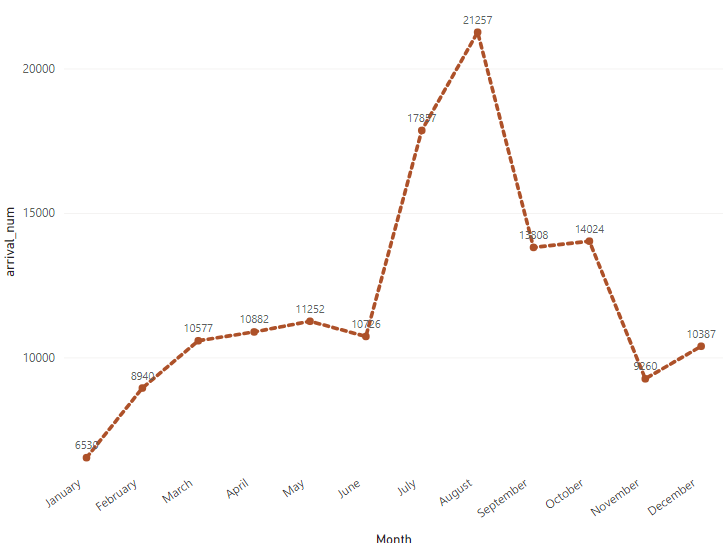 21257
20000
17857
15000
13808
14024
arrival_num
10577
10882
11252
10726
10387
10000
9260
8940
6530
January
February
March
April
May
June
July
August
September
October
November
December
Month